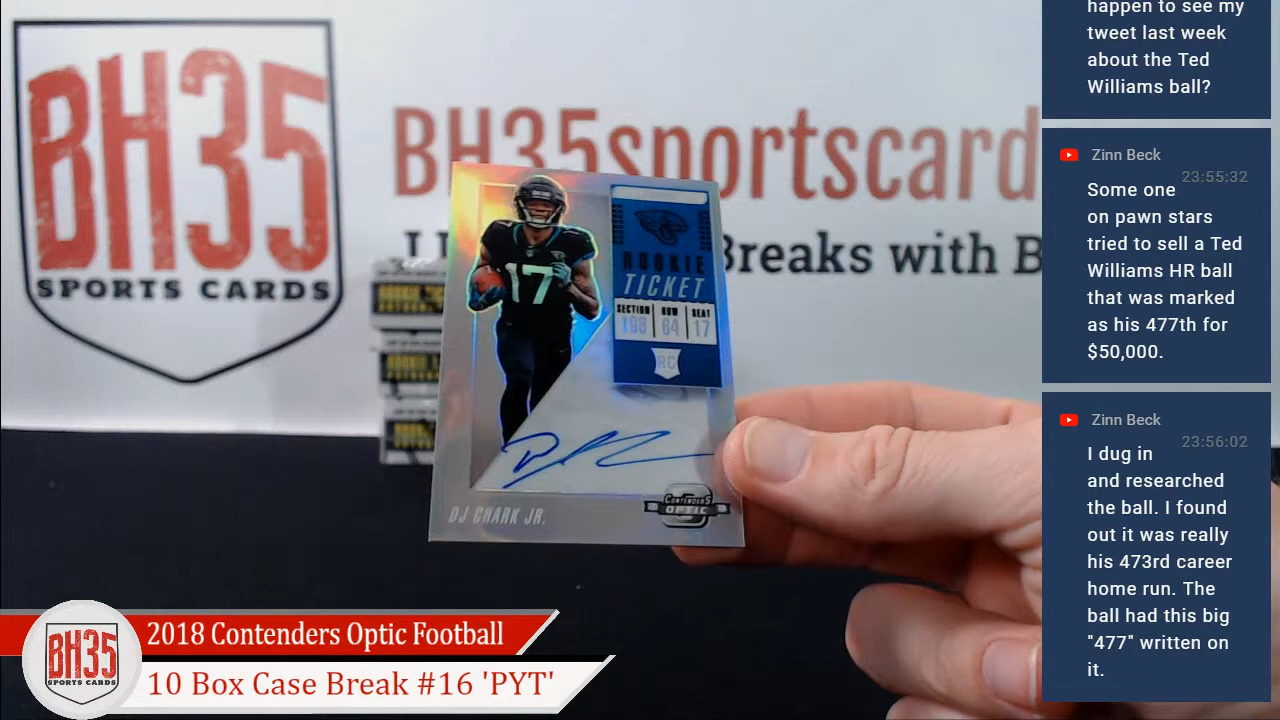 BH35
SPORTS CARDS
BH35sportscard
Breaks with B
17
ROOKIE
TICKET
SECTION ROW SEAT
193 64 17
RC
DJ CHARK JR.
CONTENDERS
OPTIC
BH35
SPORTS CARDS
2018 Contenders Optic Football
10 Box Case Break #16 'PYT'
happen to see my
tweet last week
about the Ted
Williams ball?
Zinn Beck
23:55:32
Some one
on pawn stars
tried to sell a Ted
Williams HR ball
that was marked
as his 477th for
$50,000.
Zinn Beck
23:56:02
I dug in
and researched
the ball. I found
out it was really
his 473rd career
home run. The
ball had this big
"477" written on
it.